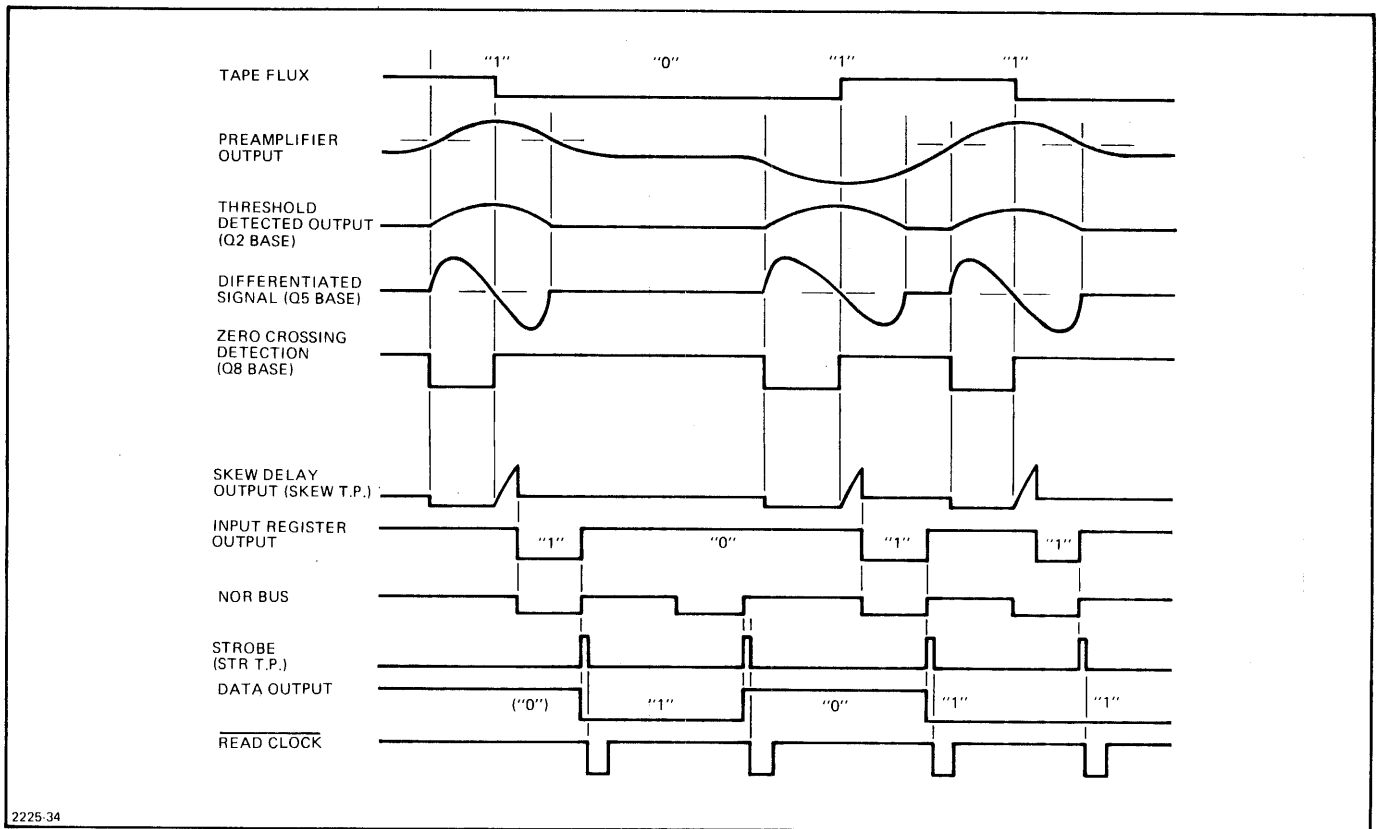 "1" "0" "1" "1"
TAPE FLUX
PREAMPLIFIER
OUTPUT
THRESHOLD
DETECTED OUTPUT
(Q2 BASE)
DIFFERENTIATED
SIGNAL (Q5 BASE)
ZERO CROSSING
DETECTION
(Q8 BASE)
SKEW DELAY
OUTPUT (SKEW T.P.)
INPUT REGISTER
OUTPUT
"1" "0" "1" "1"
NOR BUS
STROBE
(STR T.P.)
DATA OUTPUT
("0") "1" "0" "1" "1"
READ CLOCK
2225-34